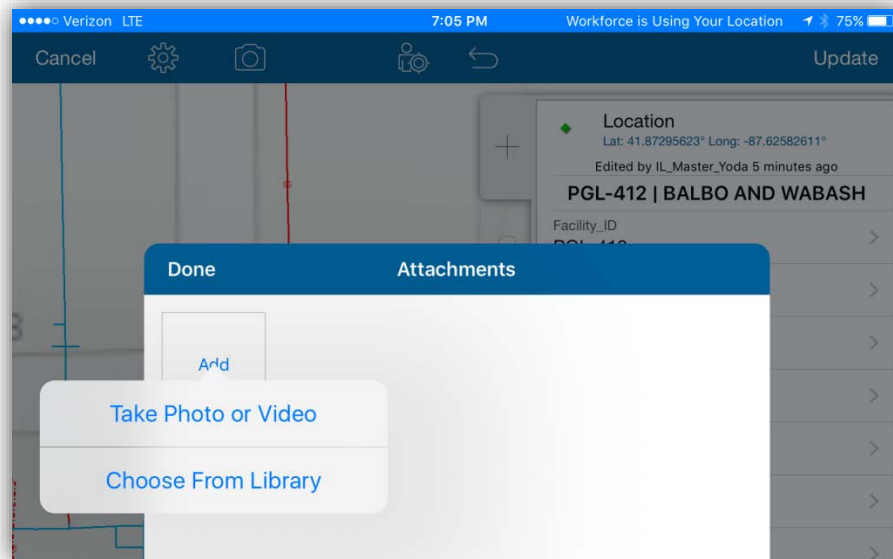 Verizon LTE 7:05 PM Workforce is Using Your Location 75%
Cancel Update
Location
Lat: 41.87295623° Long: -87.62582611°
Edited by IL_Master_Yoda 5 minutes ago
PGL-412 | BALBO AND WABASH
Facility_ID
Done Attachments
Add
Take Photo or Video
Choose From Library